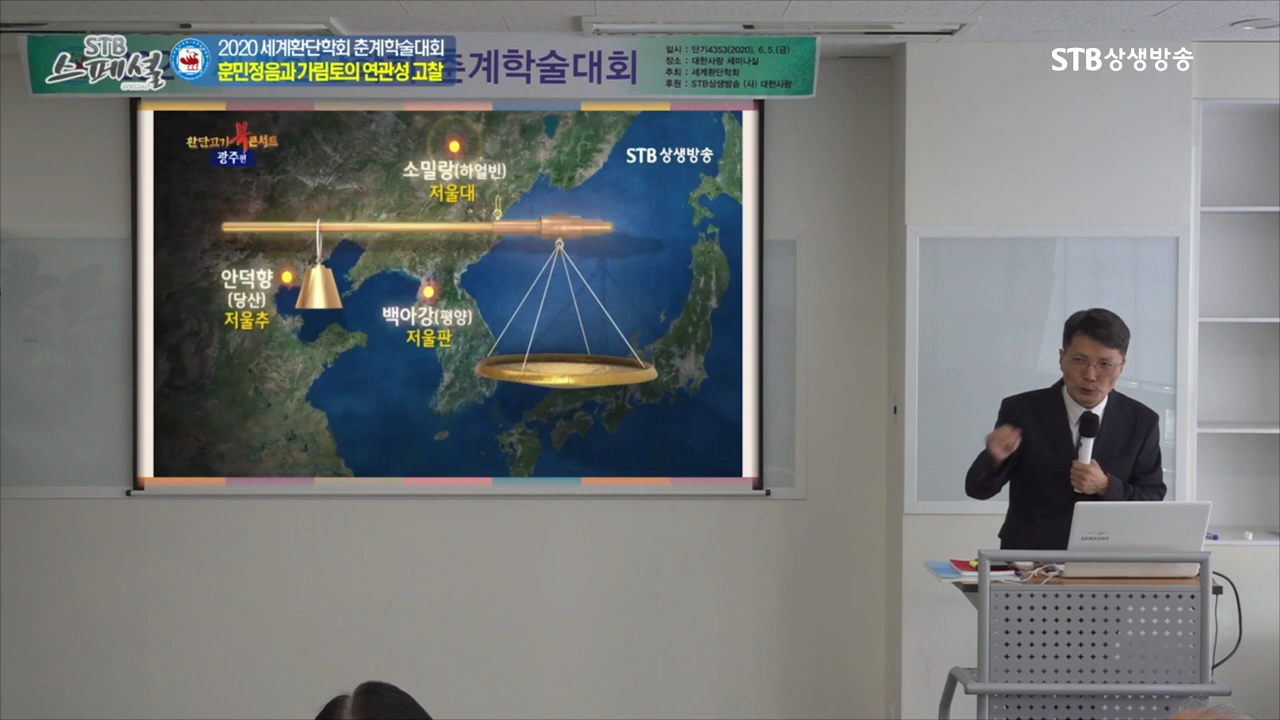 STB
스페셜
SPECIAL
2020 세계환단학회 춘계학술대회
훈민정음과 가림토의 연관성 고찰
춘계학술대회
일시 : 단기4353(2020). 6. 5.(금)
장소 : 대한사랑 세미나실
주최 : 세계환단학회
후원 : STB상생방송 (사) 대한사랑
STB상생방송
환단고기 북 콘서트
광주편
STB상생방송
소밀랑(하얼빈)
저울대
안덕향
(당산)
저울추
백아강(평양)
저울판
SAMSUNG